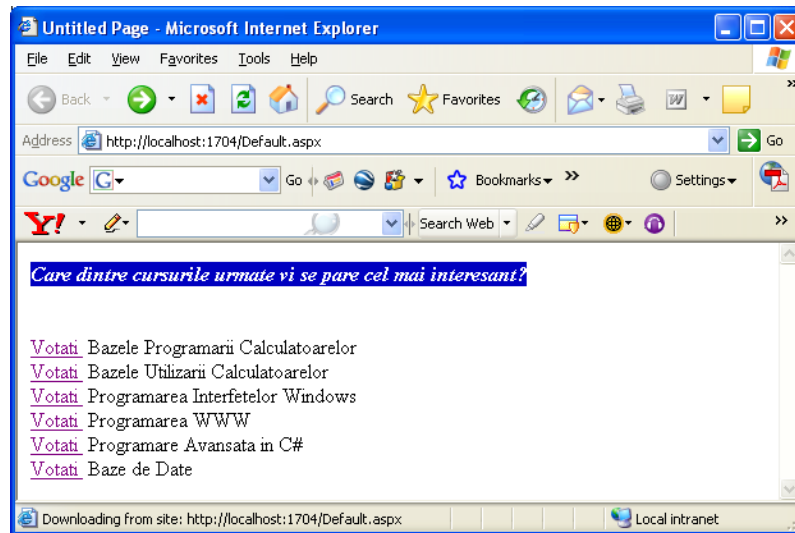 Untitled Page - Microsoft Internet Explorer
File Edit View Favorites Tools Help
Back Search Favorites W »
Address http://localhost:1704/Default.aspx Go
Google G Go Bookmarks » Settings
Y! Search Web »
Care dintre cursurile urmate vi se pare cel mai interesant?
Votati Bazele Programarii Calculatoarelor
Votati Bazele Utilizarii Calculatoarelor
Votati Programarea Interfetelor Windows
Votati Programarea WWW
Votati Programare Avansata in C#
Votati Baze de Date
Downloading from site: http://localhost:1704/Default.aspx Local intranet